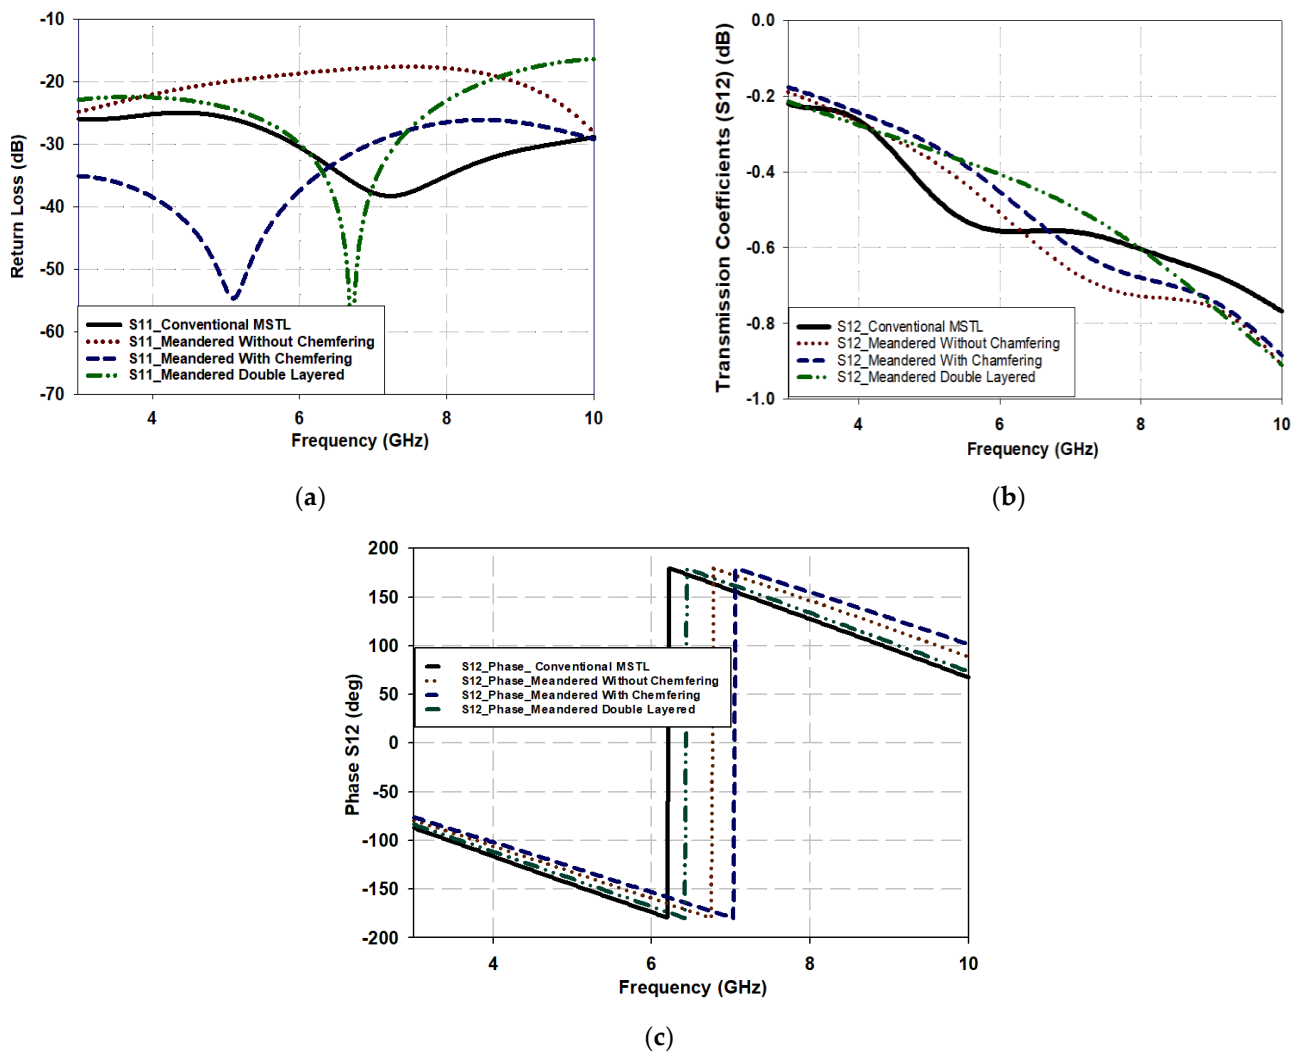 -10
-20
-30
-40
-50
-60
-70
Return Loss (dB)
S11_Conventional MSTL
S11_Meandered Without Chemfering
S11_Meandered With Chemfering
S11_Meandered Double Layered
4
6
8
10
Frequency (GHz)
(a)
0.0
-0.2
-0.4
-0.6
-0.8
-1.0
Transmission Coefficients (S12) (dB)
S12_Conventional MSTL
S12_Meandered Without Chamfering
S12_Meandered With Chamfering
S12_Meandered Double Layered
4
6
8
10
Frequency (GHz)
(b)
200
150
100
50
0
-50
-100
-150
-200
Phase S12 (deg)
S12_Phase_ Conventional MSTL
S12_Phase_Meandered Without Chemfering
S12_Phase_Meandered With Chemfering
S12_Phase_Meandered Double Layered
4
6
8
10
Frequency (GHz)
(c)